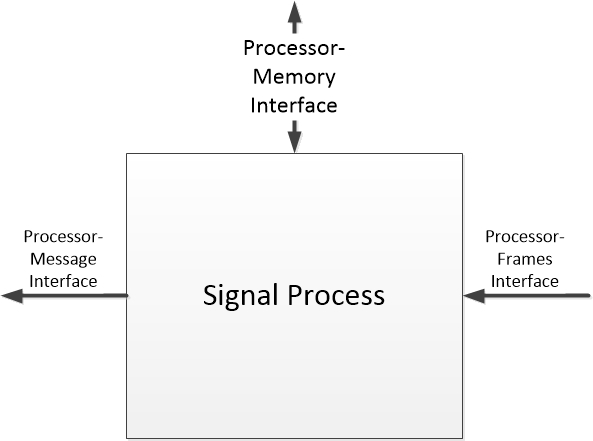 Processor-
Memory
Interface
Processor-
Message
Interface
Processor-
Frames
Interface
Signal Process